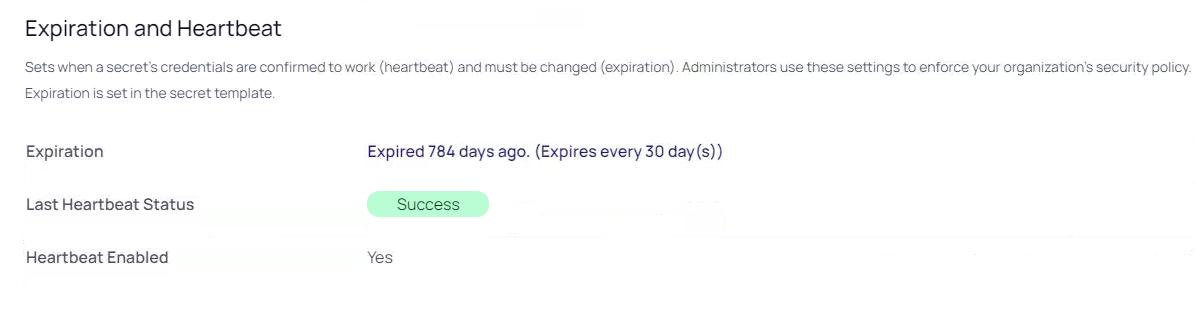 Expiration and Heartbeat
Sets when a secret's credentials are confirmed to work (heartbeat) and must be changed (expiration). Administrators use these settings to enforce your organization's security policy.
Expiration is set in the secret template.
Expiration Expired 784 days ago. (Expires every 30 day(s))
Last Heartbeat Status Success
Heartbeat Enabled Yes